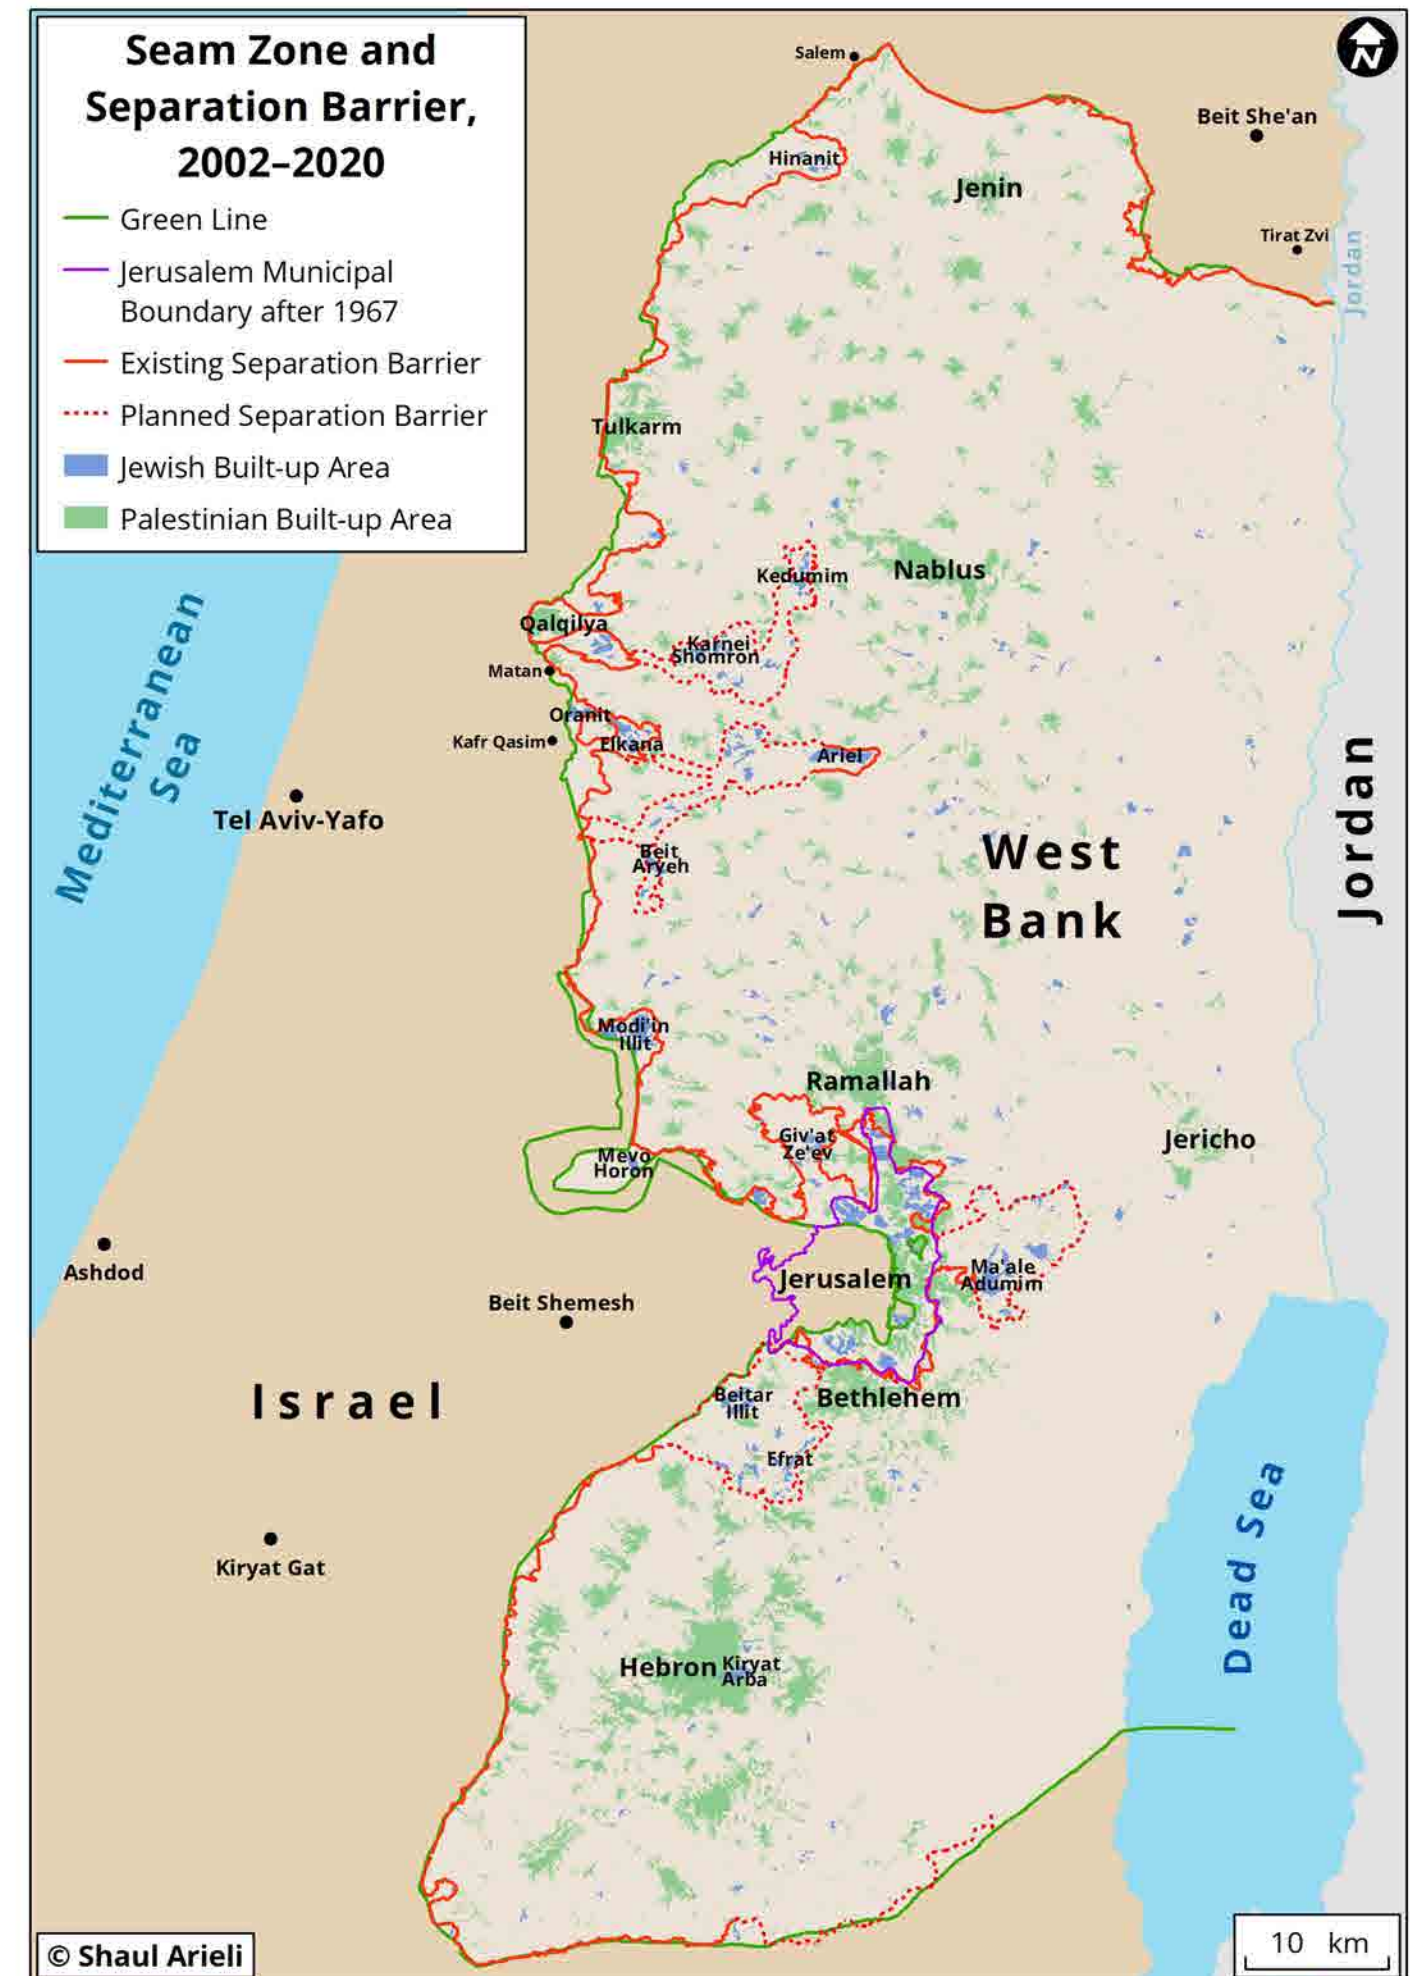 Seam Zone and
Separation Barrier,
2002–2020
Green Line
Jerusalem Municipal
Boundary after 1967
Existing Separation Barrier
Planned Separation Barrier
Jewish Built-up Area
Palestinian Built-up Area
N
Salem
Beit She'an
Hinanit
Jenin
Tirat Zvi
Jordan
Tulkarm
Nablus
Kedumim
Qalqilya
Karnei
Shomron
Matan
Oranit
Kafr Qasim
Elkana
Ariel
Mediterranean
Sea
Tel Aviv-Yafo
Beit
Aryeh
West
Bank
Jordan
Modi'in
Illit
Ramallah
Giv'at
Ze'ev
Jericho
Mevo
Horon
Ashdod
Jerusalem
Ma'ale
Adumim
Beit Shemesh
Israel
Beitar
Illit
Bethlehem
Efrat
Dead Sea
Kiryat Gat
Hebron
Kiryat
Arba
© Shaul Arieli
10 km